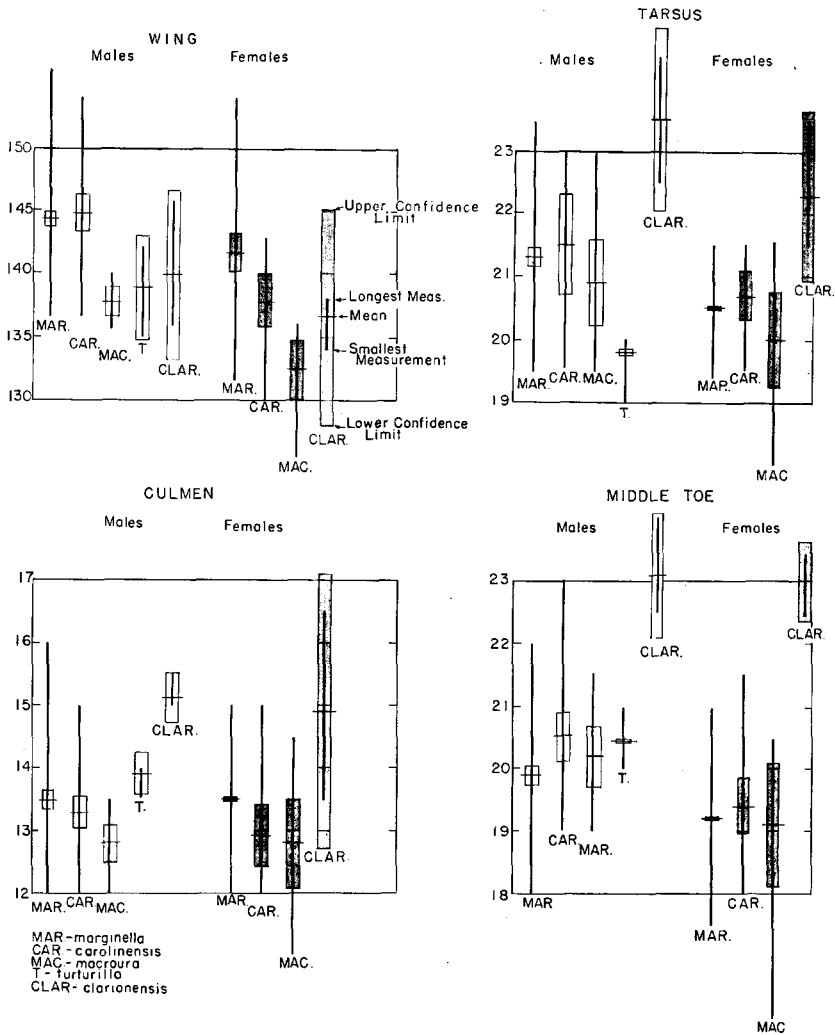 WING
Males
Females
150
145
140
135
130
MAR.
CAR.
MAC.
T
CLAR.
MAR.
CAR.
MAC.
CLAR.
Upper Confidence
Limit
Longest Meas.
Mean
Smallest
Measurement
Lower Confidence
Limit
TARSUS
Males
Females
23
22
21
20
19
MAR.
CAR.
MAC.
T.
CLAR.
MAR.
CAR.
MAC
CLAR.
CULMEN
Males
Females
17
16
15
14
13
12
MAR.
CAR.
MAC.
T.
CLAR.
MAR.
CAR.
MAC.
CLAR.
MIDDLE TOE
Males
Females
23
22
21
20
19
18
MAR
CAR.
MAR.
T.
CLAR.
MAR.
CAR.
MAC
CLAR.
MAR-marginella
CAR-carolinensis
MAC-macroura
T-turturilla
CLAR-clarionensis